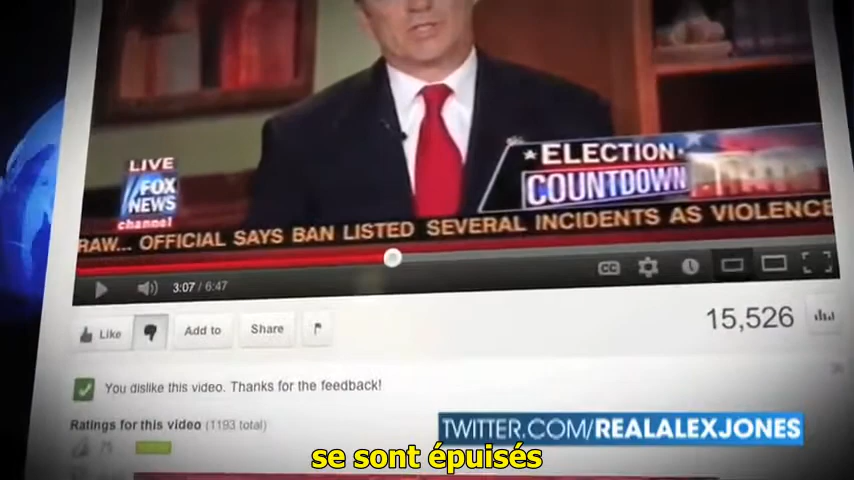 LIVE
FOX
NEWS
channel
★ELECTION★
COUNTDOWN
RAW... OFFICIAL SAYS BAN LISTED SEVERAL INCIDENTS AS VIOLENCE
CC
3:07 / 6:47
Like
Add to
Share
15,526
You dislike this video. Thanks for the feedback!
Ratings for this video (1193 total)
75
TWITTER.COM/REALALEXJONES
se sont épuisés